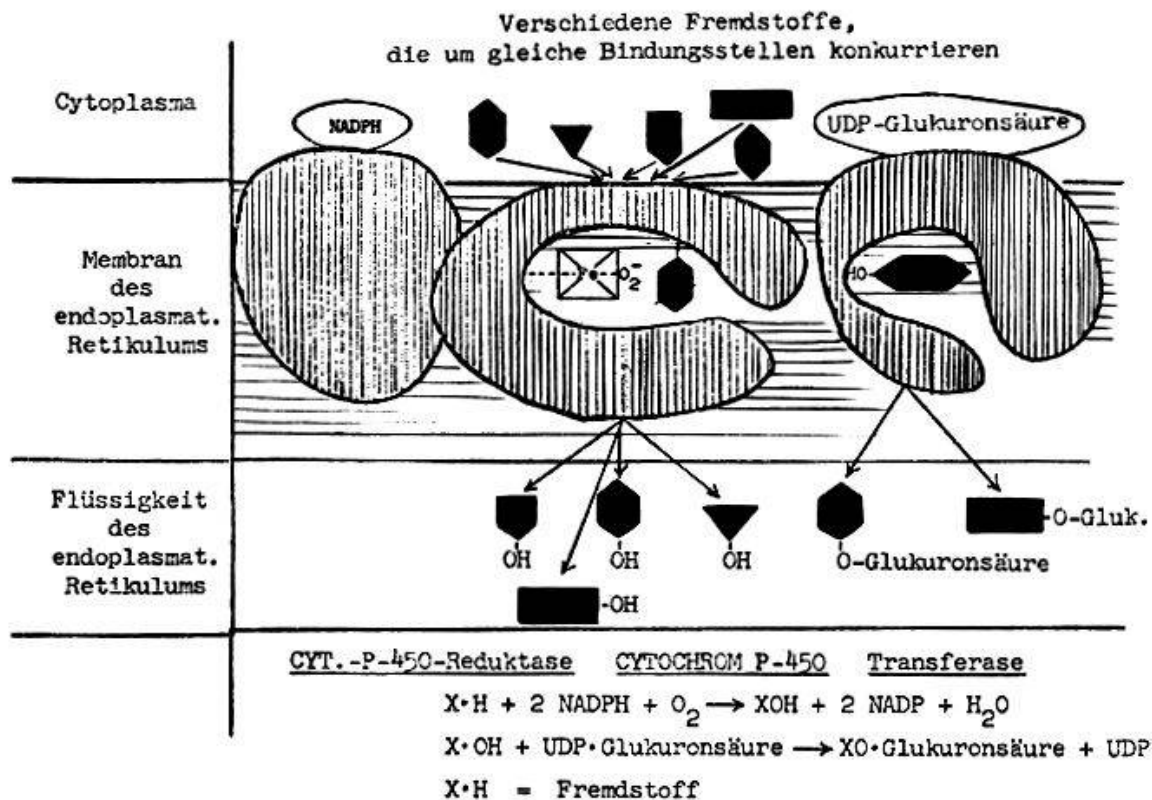 Verschiedene Fremdstoffe,
die um gleiche Bindungsstellen konkurrieren
Cytoplasma
NADPH
UDP-Glukuronsäure
Membran
des
endoplasmat.
Retikulums
O₂⁻
HO
Flüssigkeit
des
endoplasmat.
Retikulums
OH
OH
OH
-OH
O-Glukuronsäure
-O-Gluk.
CYT.-P-450-Reduktase CYTOCHROM P-450 Transferase
X·H + 2 NADPH + O₂ → XOH + 2 NADP + H₂O
X·OH + UDP·Glukuronsäure → XO·Glukuronsäure + UDP
X·H = Fremdstoff